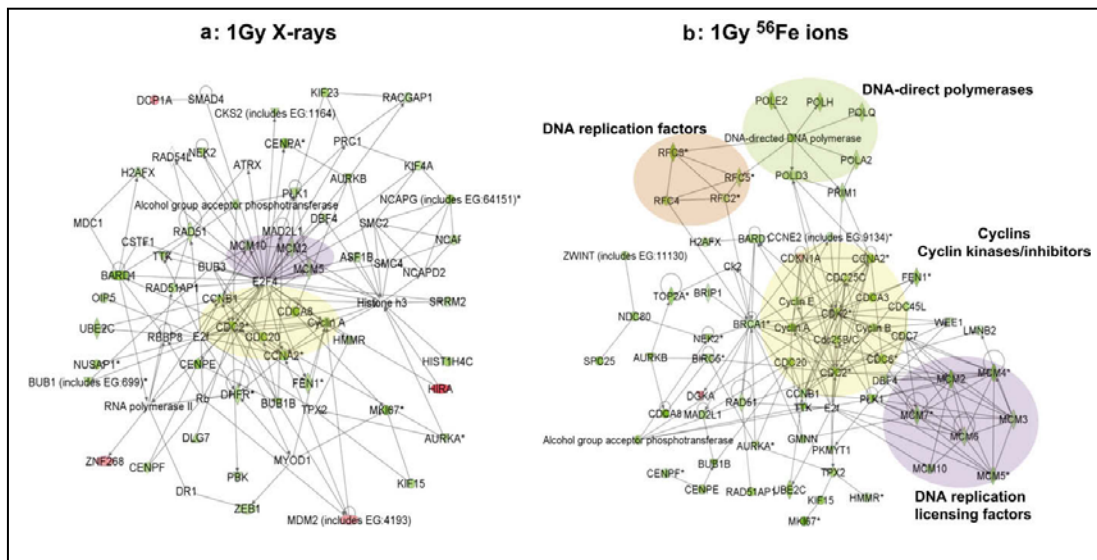 a: 1Gy X-rays
DCP1A
SMAD4
KIF23
RACGAP1
CKS2 (includes EG:1164)
CENPA*
PRC1
NEK2
RAD54L
ATRX
AURKB
KIF4A
H2AFX
PLK1
NCAPG (includes EG:64151)*
Alcohol group acceptor phosphotransferase
DBF4
MDC1
RAD51
MAD2L1
SMC2
CSTF1
MCM10
MCM2
NCAP
TTK
BUB3
MCM5
ASF1B
SMC4
NCAPD2
BARD1
RAD51AP1
E2F4
OIP5
CCNB1
CDCA8
Histone h3
SRRM2
UBE2C
CDC2*
Cyclin A
RBBP8
E2f
CDC20
HMMR
NUSAP1*
CENPE
CCNA2*
HIST1H4C
BUB1 (includes EG:699)*
DHFR*
FEN1*
HIRA
RNA polymerase II
Rb
BUB1B
TPX2
MKI67*
DLG7
AURKA*
ZNF268
CENPF
PBK
MYOD1
KIF15
DR1
ZEB1
MDM2 (includes EG:4193)
b: 1Gy 56Fe ions
DNA-direct polymerases
POLE2
POLH
POLQ
DNA replication factors
DNA-directed DNA polymerase
RFC3*
POLA2
RFC5*
POLD3
RFC4
RFC2*
PRIM1
Cyclins
Cyclin kinases/inhibitors
H2AFX
BARD1
CCNE2 (includes EG:9134)*
ZWINT (includes EG:11130)
CDKN1A
CCNA2*
CK2
CDC25C
FEN1*
TOP2A*
BRIP1
Cyclin E
CDCA3
CDC45L
NDC80
CDK2*
BRCA1*
Cyclin A
Cyclin B
WEE1
NEK2*
Cdc25B/C
CDC7
LMNB2
SPC25
AURKB
BIRC5*
CDC20
CDC6*
CDC2*
DBF4
MCM2
MCM4*
DGKA
CCNB1
PLK1
RAD51
TTK
E2f
MCM7*
MCM3
CDCA8
MAD2L1
MCM6
Alcohol group acceptor phosphotransferase
AURKA*
GMNN
PKMYT1
MCM10
MCM5*
BUB1B
TPX2
CENPF*
CENPE
RAD51AP1
UBE2C
KIF15
HMMR*
MKI67*
DNA replication
licensing factors